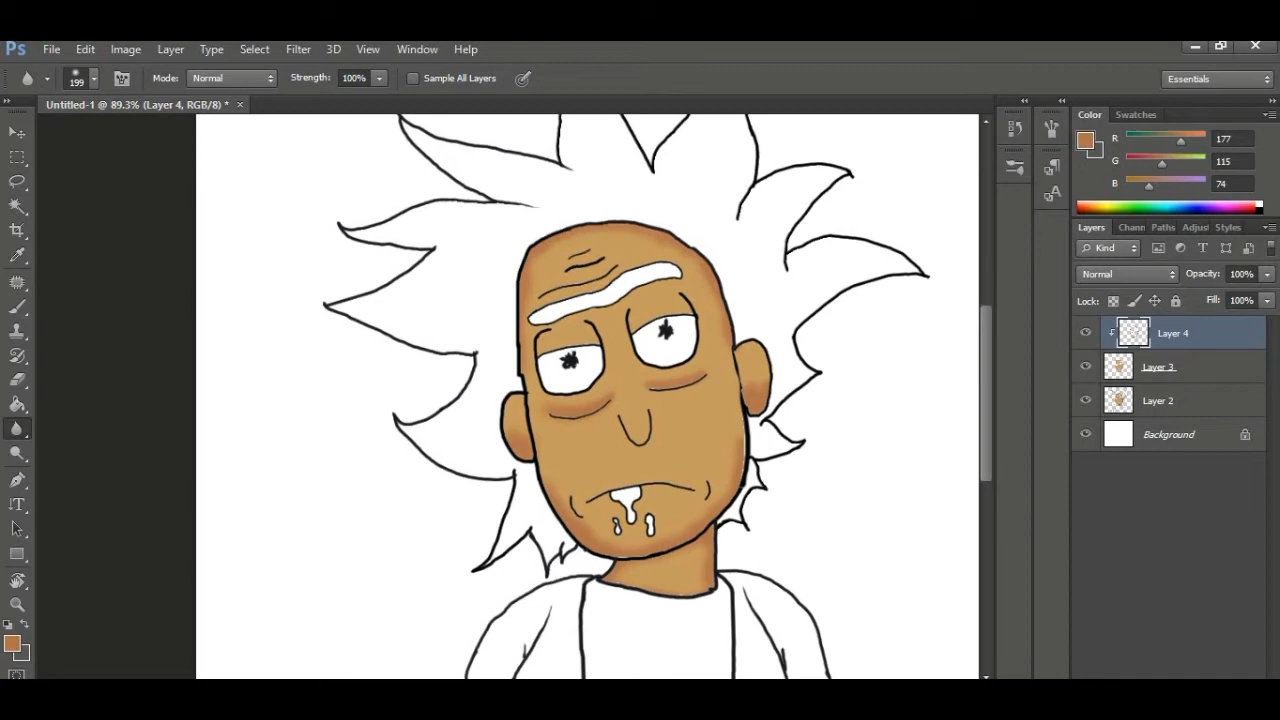 Ps File Edit Image Layer Type Select Filter 3D View Window Help
199 Mode: Normal Strength: 100% Sample All Layers Essentials
Untitled-1 @ 89.3% (Layer 4, RGB/8) * ×
Color Swatches
R 177
G 115
B 74
Layers Chann Paths Adjus Styles
Kind
Normal Opacity: 100%
Lock: Fill: 100%
Layer 4
Layer 3
Layer 2
Background